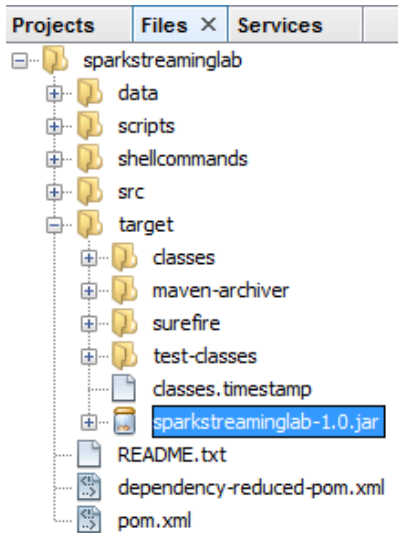 Projects Files × Services
sparkstreaminglab
data
scripts
shellcommands
src
target
classes
maven-archiver
surefire
test-classes
classes.timestamp
sparkstreaminglab-1.0.jar
README.txt
dependency-reduced-pom.xml
pom.xml